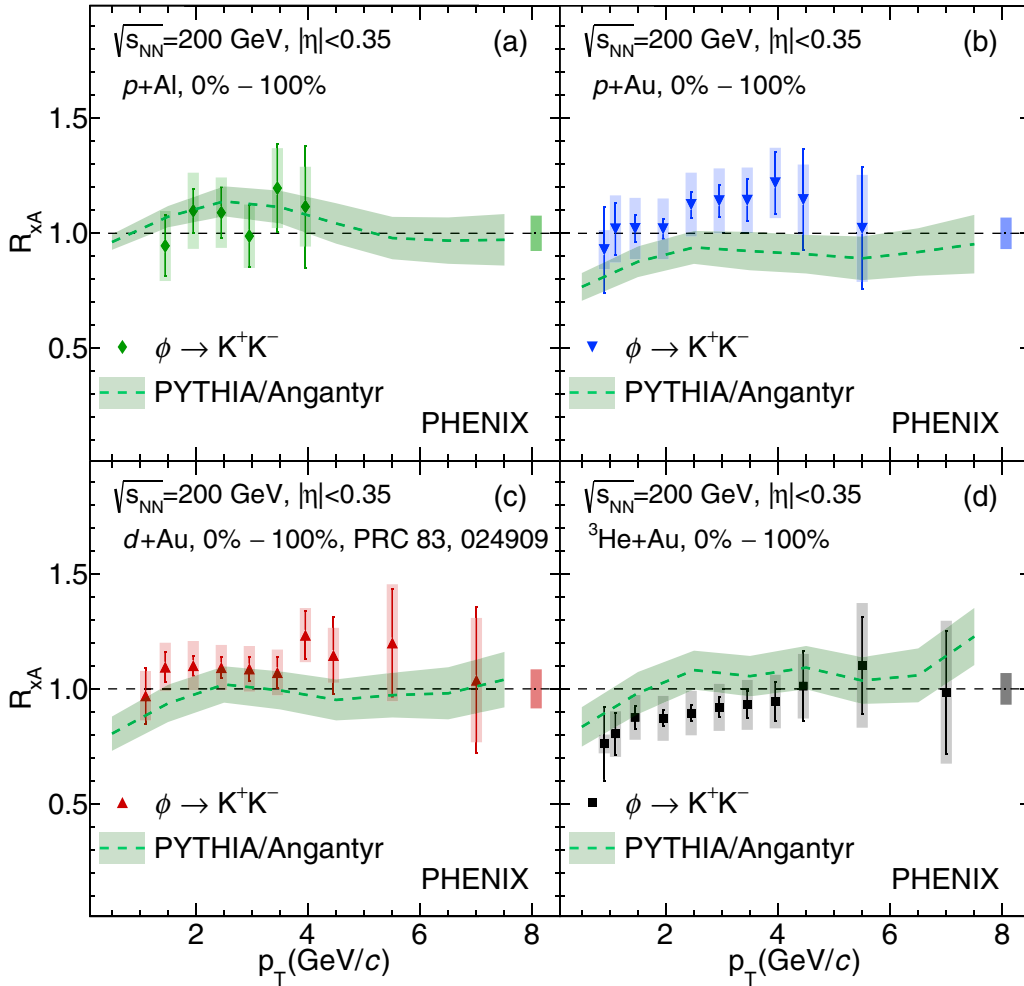 √s_NN=200 GeV, |η|<0.35 (a)
p+Al, 0% − 100%
1.5
1.0
0.5
R_xA
ϕ → K⁺K⁻
PYTHIA/Angantyr
PHENIX
√s_NN=200 GeV, |η|<0.35 (b)
p+Au, 0% − 100%
ϕ → K⁺K⁻
PYTHIA/Angantyr
PHENIX
√s_NN=200 GeV, |η|<0.35 (c)
d+Au, 0% − 100%, PRC 83, 024909
1.5
1.0
0.5
R_xA
ϕ → K⁺K⁻
PYTHIA/Angantyr
PHENIX
2 4 6 8
p_T(GeV/c)
√s_NN=200 GeV, |η|<0.35 (d)
³He+Au, 0% − 100%
ϕ → K⁺K⁻
PYTHIA/Angantyr
PHENIX
2 4 6 8
p_T(GeV/c)